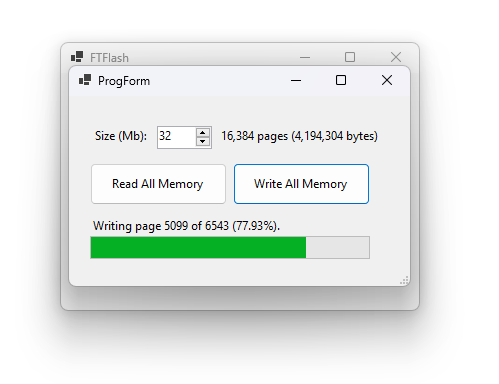 FTFlash
ProgForm
Size (Mb): 32 16,384 pages (4,194,304 bytes)
Read All Memory Write All Memory
Writing page 5099 of 6543 (77.93%).